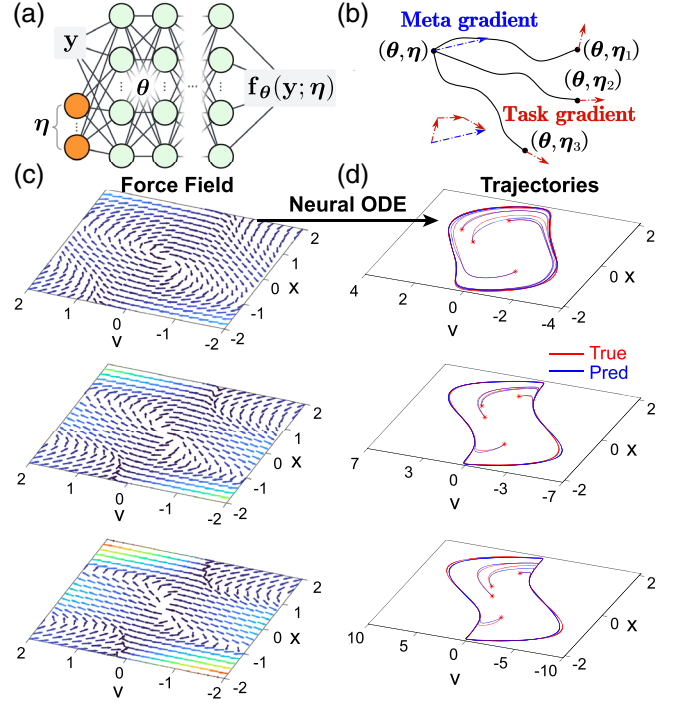 (a)
y
η
θ
f_θ(y; η)
(b)
Meta gradient
(θ, η)
(θ, η₁)
(θ, η₂)
Task gradient
(θ, η₃)
(c)
Force Field
Neural ODE
(d)
Trajectories
2
1
0
-1
-2
V
-2
-1
0
1
2
X
4
2
0
-2
-4
V
-2
0
2
X
True
Pred
2
1
0
-1
-2
V
-2
-1
0
1
2
X
7
3
0
-3
-7
V
-2
0
2
X
2
1
0
-1
-2
V
-2
-1
0
1
2
X
10
5
0
-5
-10
V
-2
0
2
X